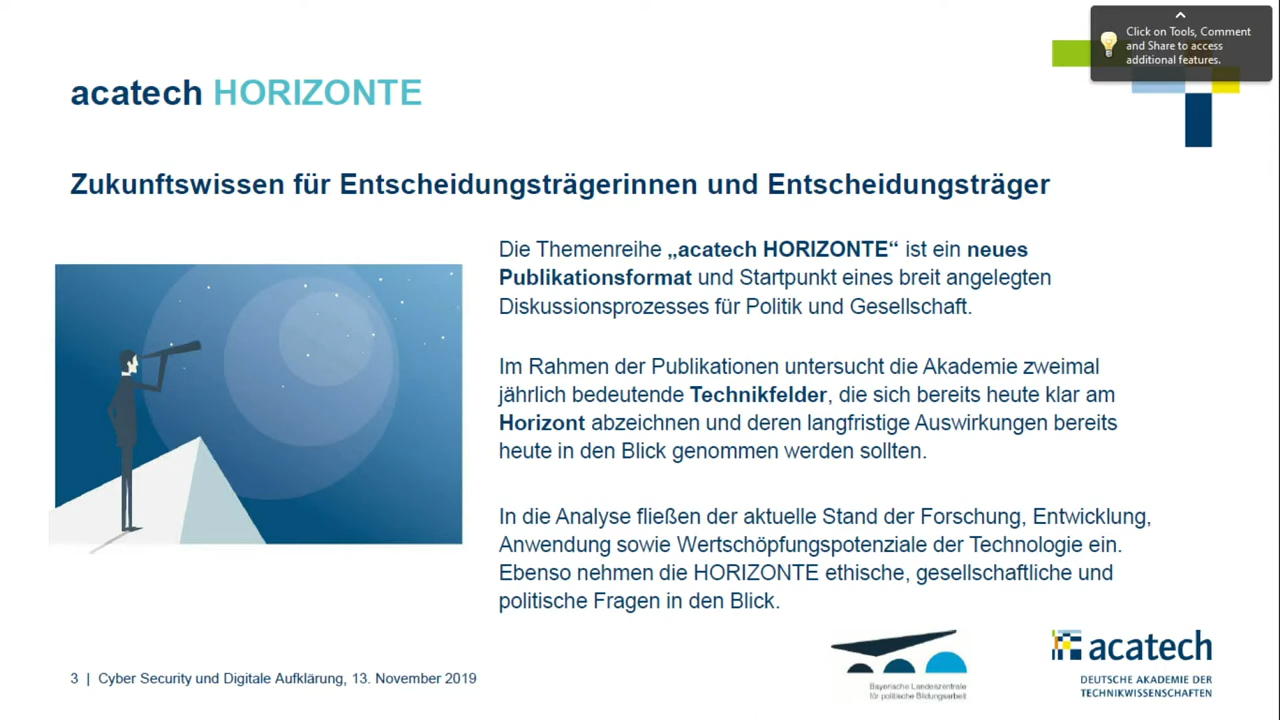 Click on Tools, Comment
and Share to access
additional features.
acatech HORIZONTE
Zukunftswissen für Entscheidungsträgerinnen und Entscheidungsträger
Die Themenreihe „acatech HORIZONTE“ ist ein neues
Publikationsformat und Startpunkt eines breit angelegten
Diskussionsprozesses für Politik und Gesellschaft.
Im Rahmen der Publikationen untersucht die Akademie zweimal
jährlich bedeutende Technikfelder, die sich bereits heute klar am
Horizont abzeichnen und deren langfristige Auswirkungen bereits
heute in den Blick genommen werden sollten.
In die Analyse fließen der aktuelle Stand der Forschung, Entwicklung,
Anwendung sowie Wertschöpfungspotenziale der Technologie ein.
Ebenso nehmen die HORIZONTE ethische, gesellschaftliche und
politische Fragen in den Blick.
3 | Cyber Security und Digitale Aufklärung, 13. November 2019
Bayerische Landeszentrale
für politische Bildungsarbeit
acatech
DEUTSCHE AKADEMIE DER
TECHNIKWISSENSCHAFTEN